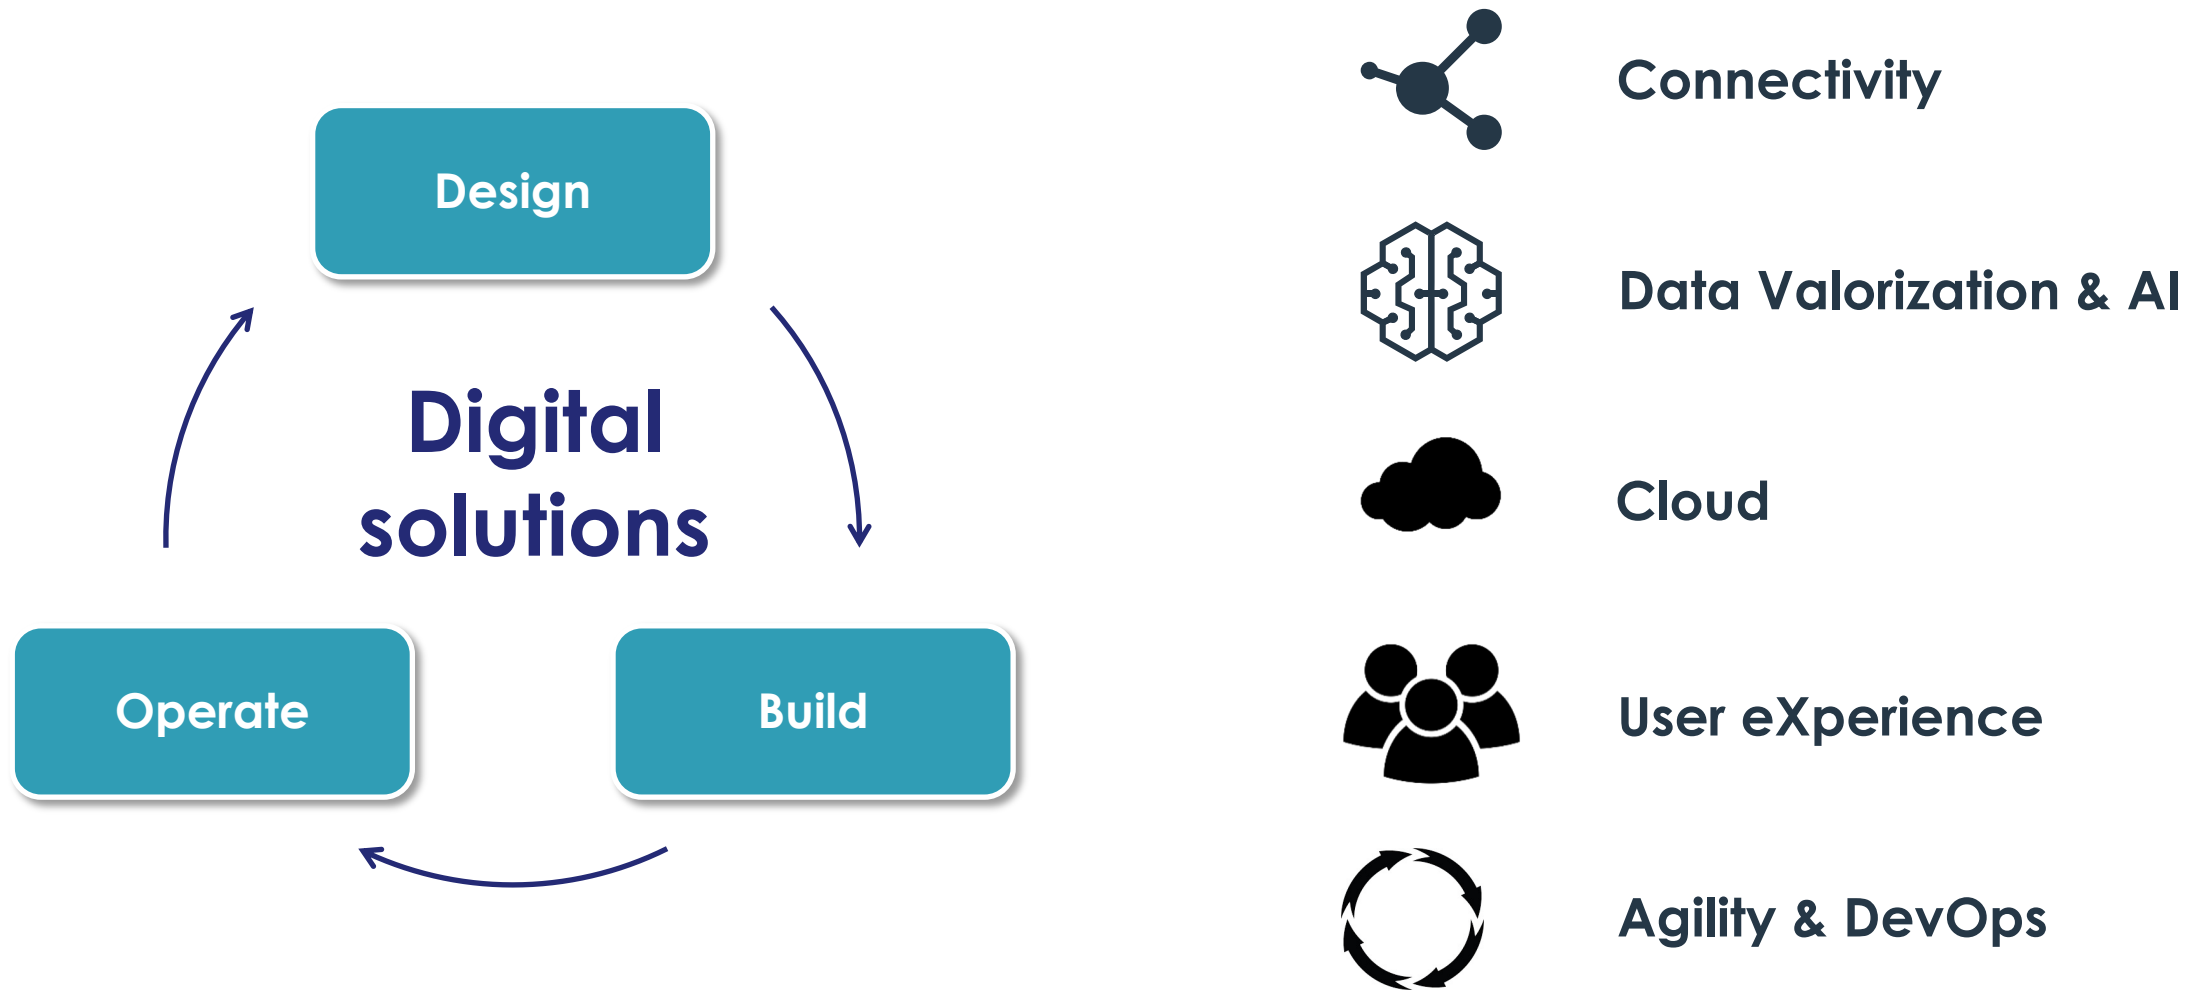 Design
Digital
solutions
Operate
Build
Connectivity
Data Valorization & AI
Cloud
User eXperience
Agility & DevOps